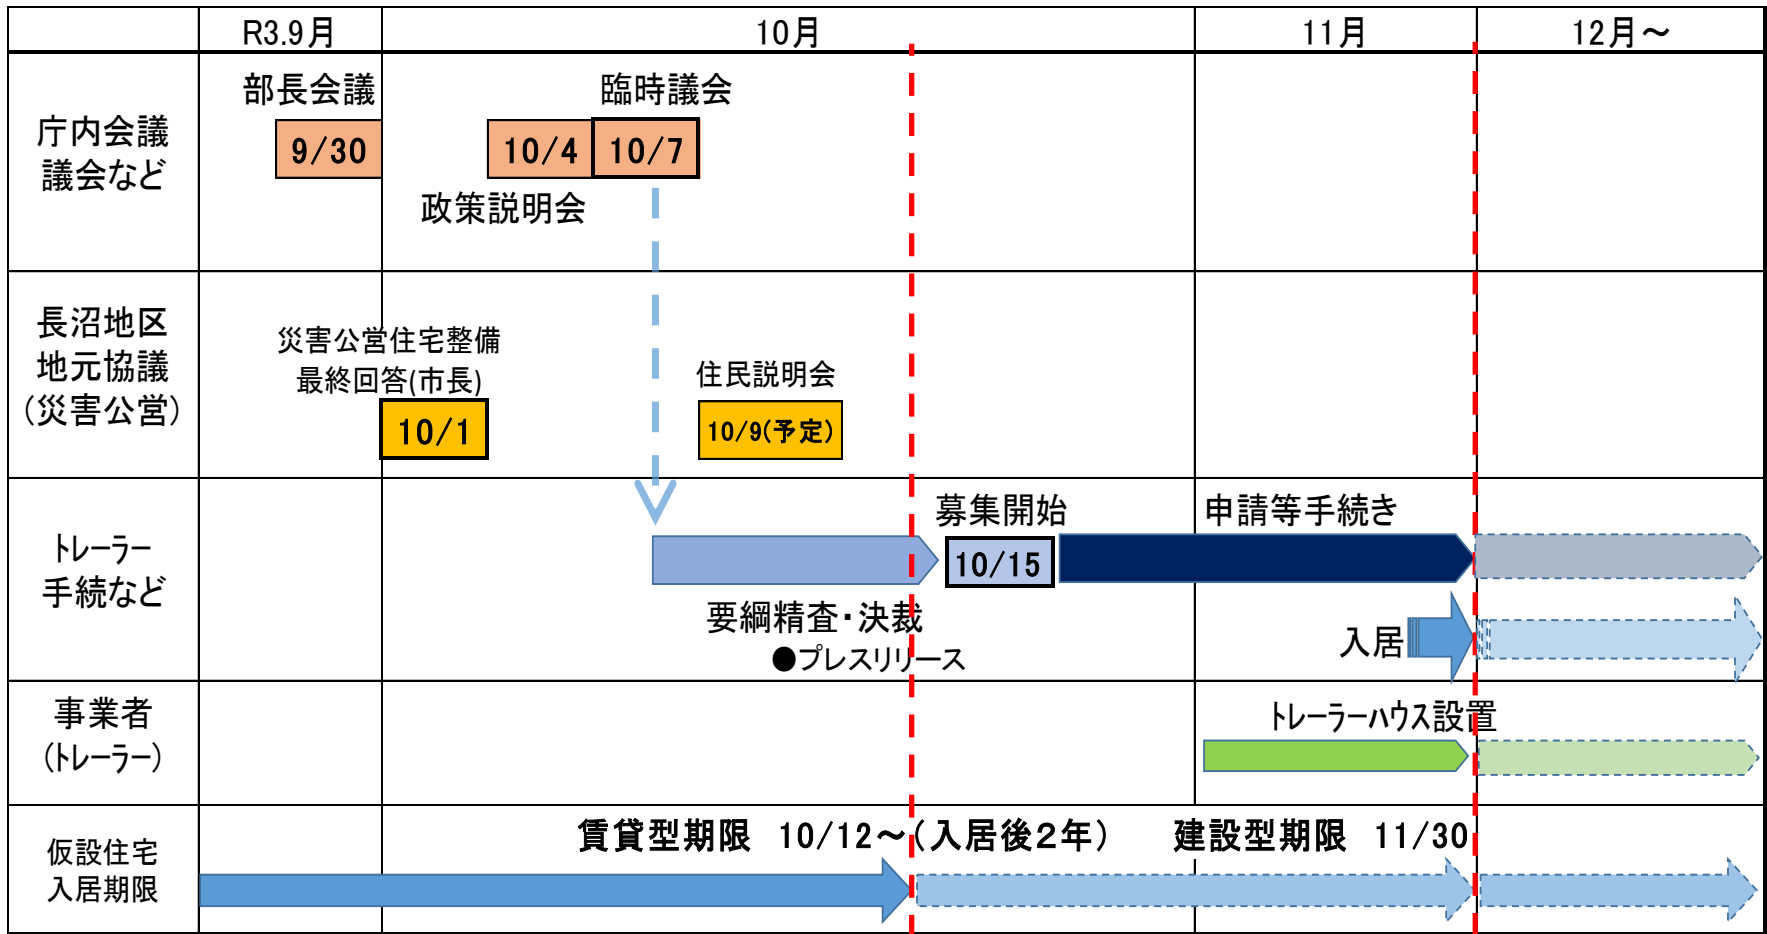 R3.9月
10月
11月
12月～
庁内会議
議会など
部長会議
9/30
臨時議会
10/4
10/7
政策説明会
長沼地区
地元協議
(災害公営)
災害公営住宅整備
最終回答(市長)
10/1
住民説明会
10/9(予定)
トレーラー
手続など
募集開始
10/15
申請等手続き
要綱精査・決裁
●プレスリリース
入居
事業者
(トレーラー)
トレーラーハウス設置
仮設住宅
入居期限
賃貸型期限 10/12～(入居後２年)
建設型期限 11/30